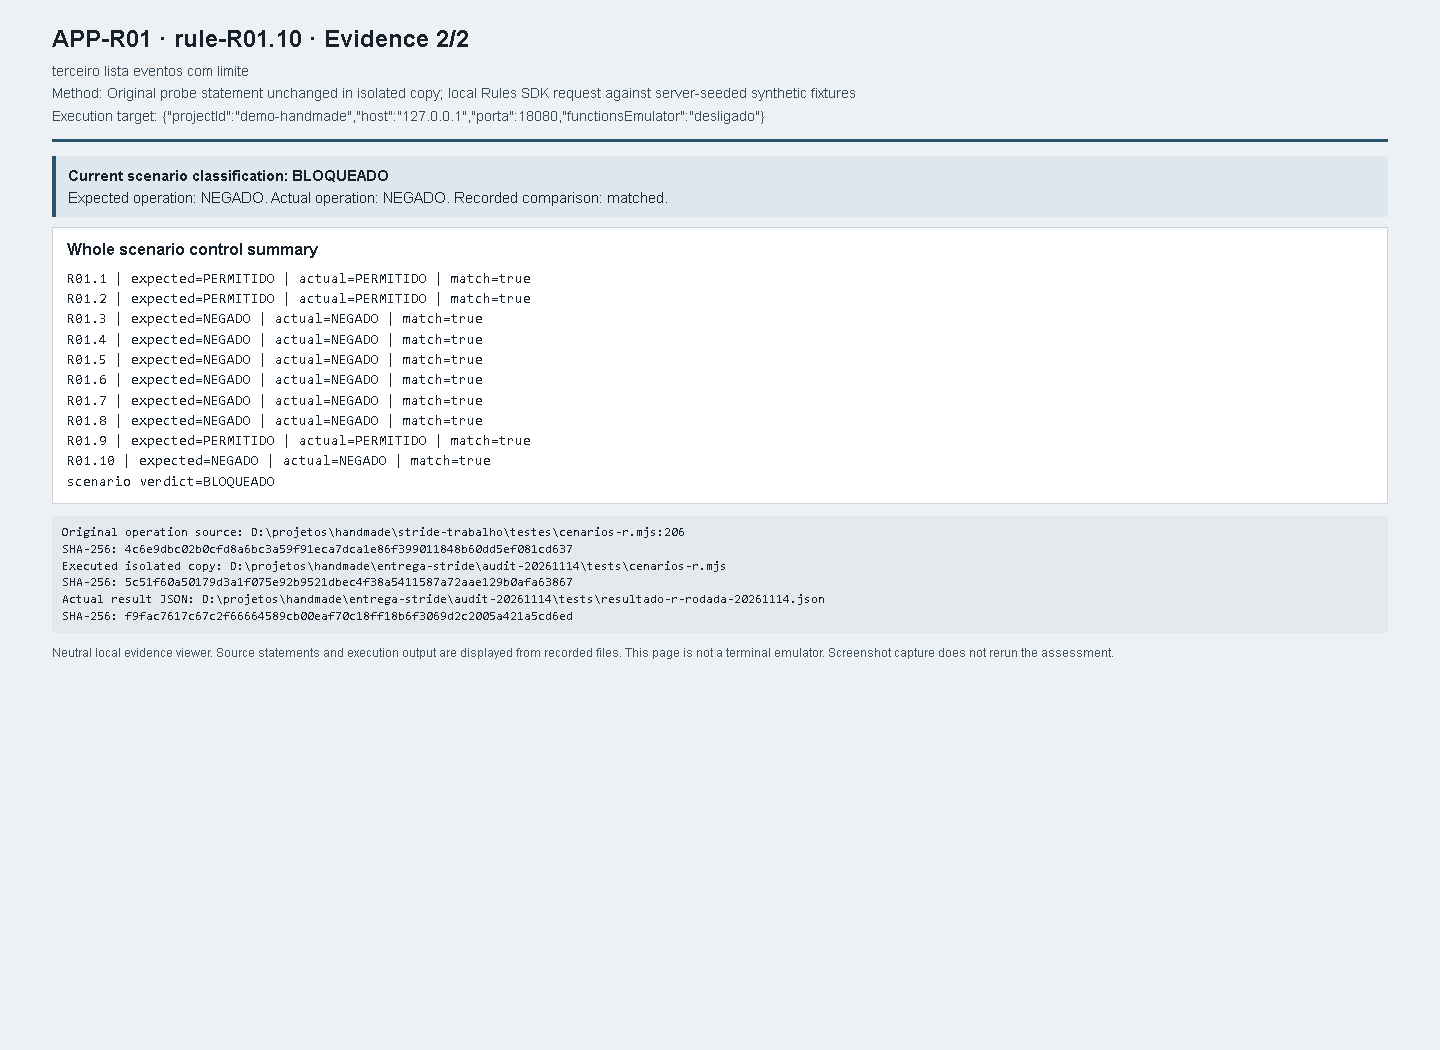 APP-R01 · rule-R01.10 · Evidence 2/2
terceiro lista eventos com limite
Method: Original probe statement unchanged in isolated copy; local Rules SDK request against server-seeded synthetic fixtures
Execution target: {"projectId":"demo-handmade","host":"127.0.0.1","porta":18080,"functionsEmulator":"desligado"}
Current scenario classification: BLOQUEADO
Expected operation: NEGADO. Actual operation: NEGADO. Recorded comparison: matched.
Whole scenario control summary
R01.1 | expected=PERMITIDO | actual=PERMITIDO | match=true
R01.2 | expected=PERMITIDO | actual=PERMITIDO | match=true
R01.3 | expected=NEGADO | actual=NEGADO | match=true
R01.4 | expected=NEGADO | actual=NEGADO | match=true
R01.5 | expected=NEGADO | actual=NEGADO | match=true
R01.6 | expected=NEGADO | actual=NEGADO | match=true
R01.7 | expected=NEGADO | actual=NEGADO | match=true
R01.8 | expected=NEGADO | actual=NEGADO | match=true
R01.9 | expected=PERMITIDO | actual=PERMITIDO | match=true
R01.10 | expected=NEGADO | actual=NEGADO | match=true
scenario verdict=BLOQUEADO
Original operation source: D:\projetos\handmade\stride-trabalho\testes\cenarios-r.mjs:206
SHA-256: 4c6e9dbc02b0cfd8a6bc3a59f91eca7dca1e86f399011848b60dd5ef081cd637
Executed isolated copy: D:\projetos\handmade\entrega-stride\audit-20261114\tests\cenarios-r.mjs
SHA-256: 5c51f60a50179d3a1f075e92b9521dbec4f38a5411587a72aae129b0afa63867
Actual result JSON: D:\projetos\handmade\entrega-stride\audit-20261114\tests\resultado-r-rodada-20261114.json
SHA-256: f9fac7617c67c2f66664589cb00eaf70c18ff18b6f3069d2c2005a421a5cd6ed
Neutral local evidence viewer. Source statements and execution output are displayed from recorded files. This page is not a terminal emulator. Screenshot capture does not rerun the assessment.